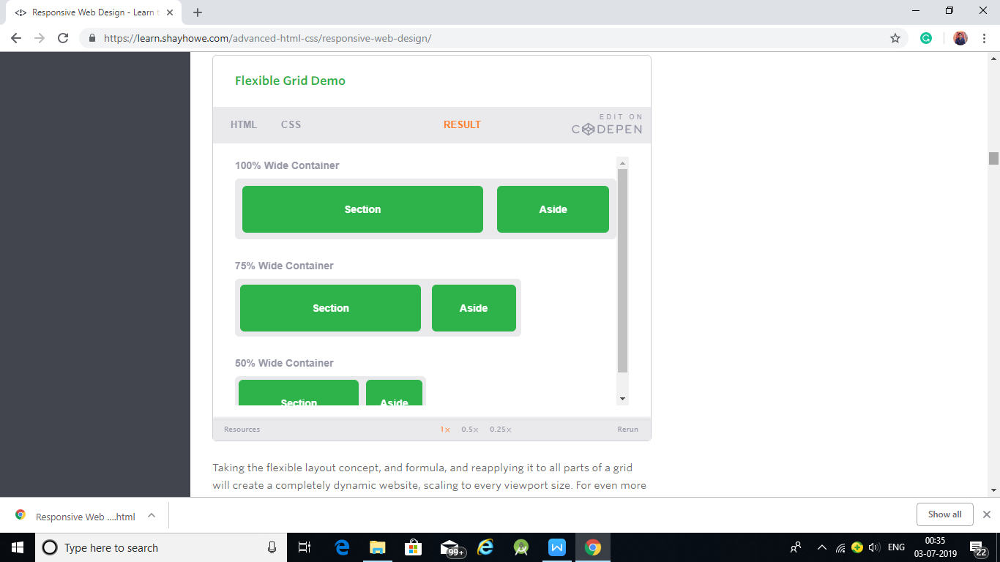 Responsive Web Design - Learn t
https://learn.shayhowe.com/advanced-html-css/responsive-web-design/
Flexible Grid Demo
HTML CSS RESULT EDIT ON
CODEPEN
100% Wide Container
Section Aside
75% Wide Container
Section Aside
50% Wide Container
Section Aside
Resources 1× 0.5× 0.25× Rerun
Taking the flexible layout concept, and formula, and reapplying it to all parts of a grid
will create a completely dynamic website, scaling to every viewport size. For even more
Responsive Web ....html Show all
Type here to search 99+ ENG 00:35
03-07-2019 22